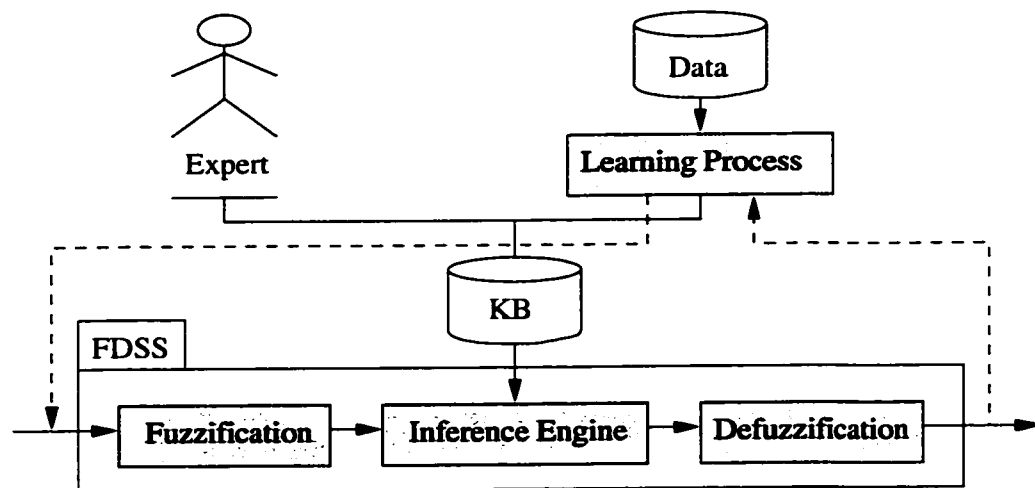 Data
Expert
Learning Process
KB
FDSS
Fuzzification
Inference Engine
Defuzzification